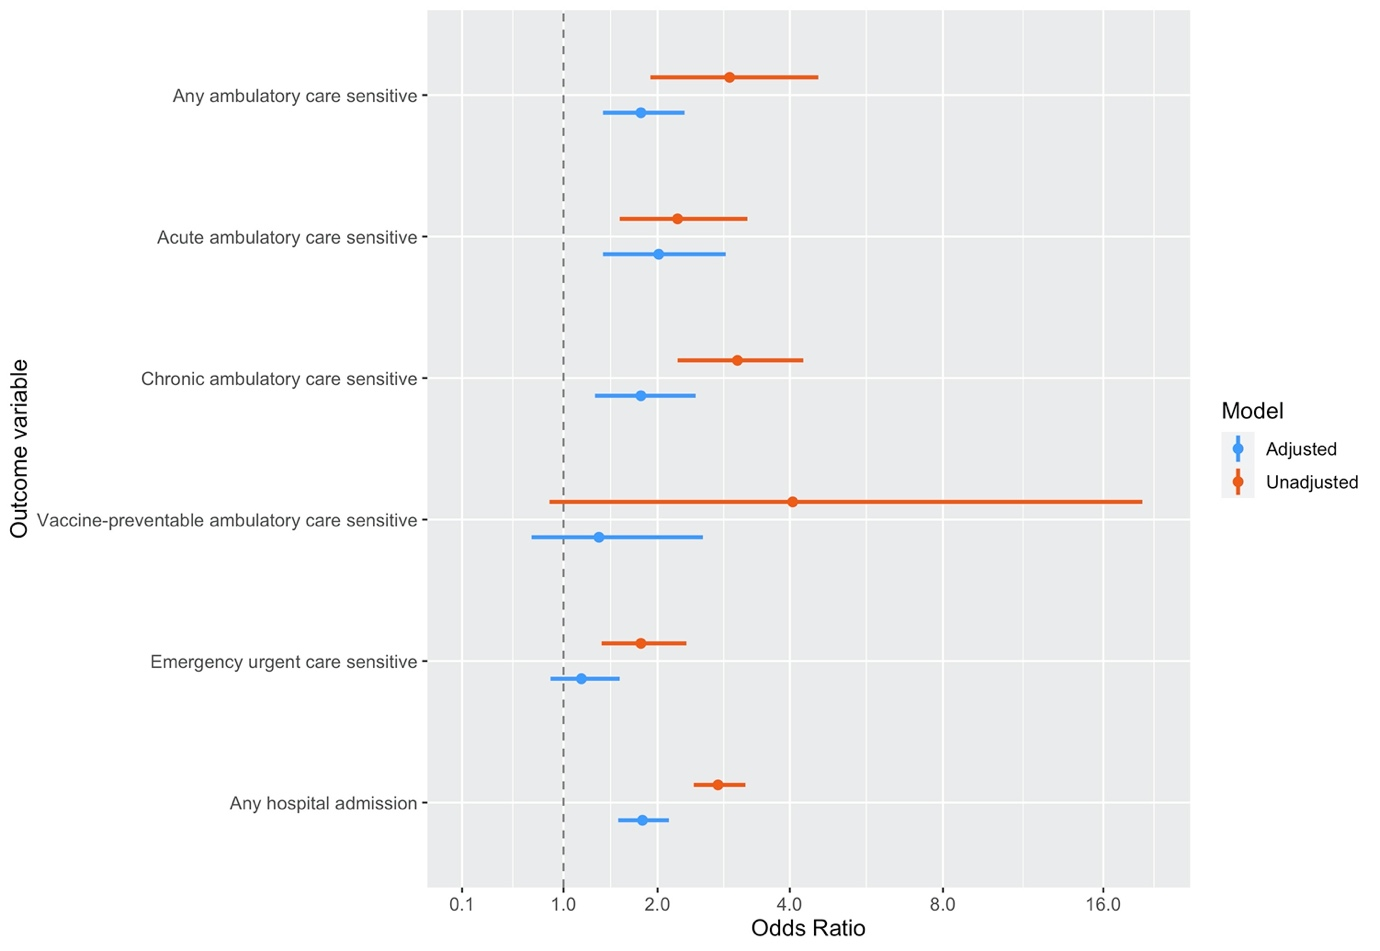 Outcome variable
Any ambulatory care sensitive
Acute ambulatory care sensitive
Chronic ambulatory care sensitive
Vaccine-preventable ambulatory care sensitive
Emergency urgent care sensitive
Any hospital admission
0.1 1.0 2.0 4.0 8.0 16.0
Odds Ratio
Model
Adjusted
Unadjusted